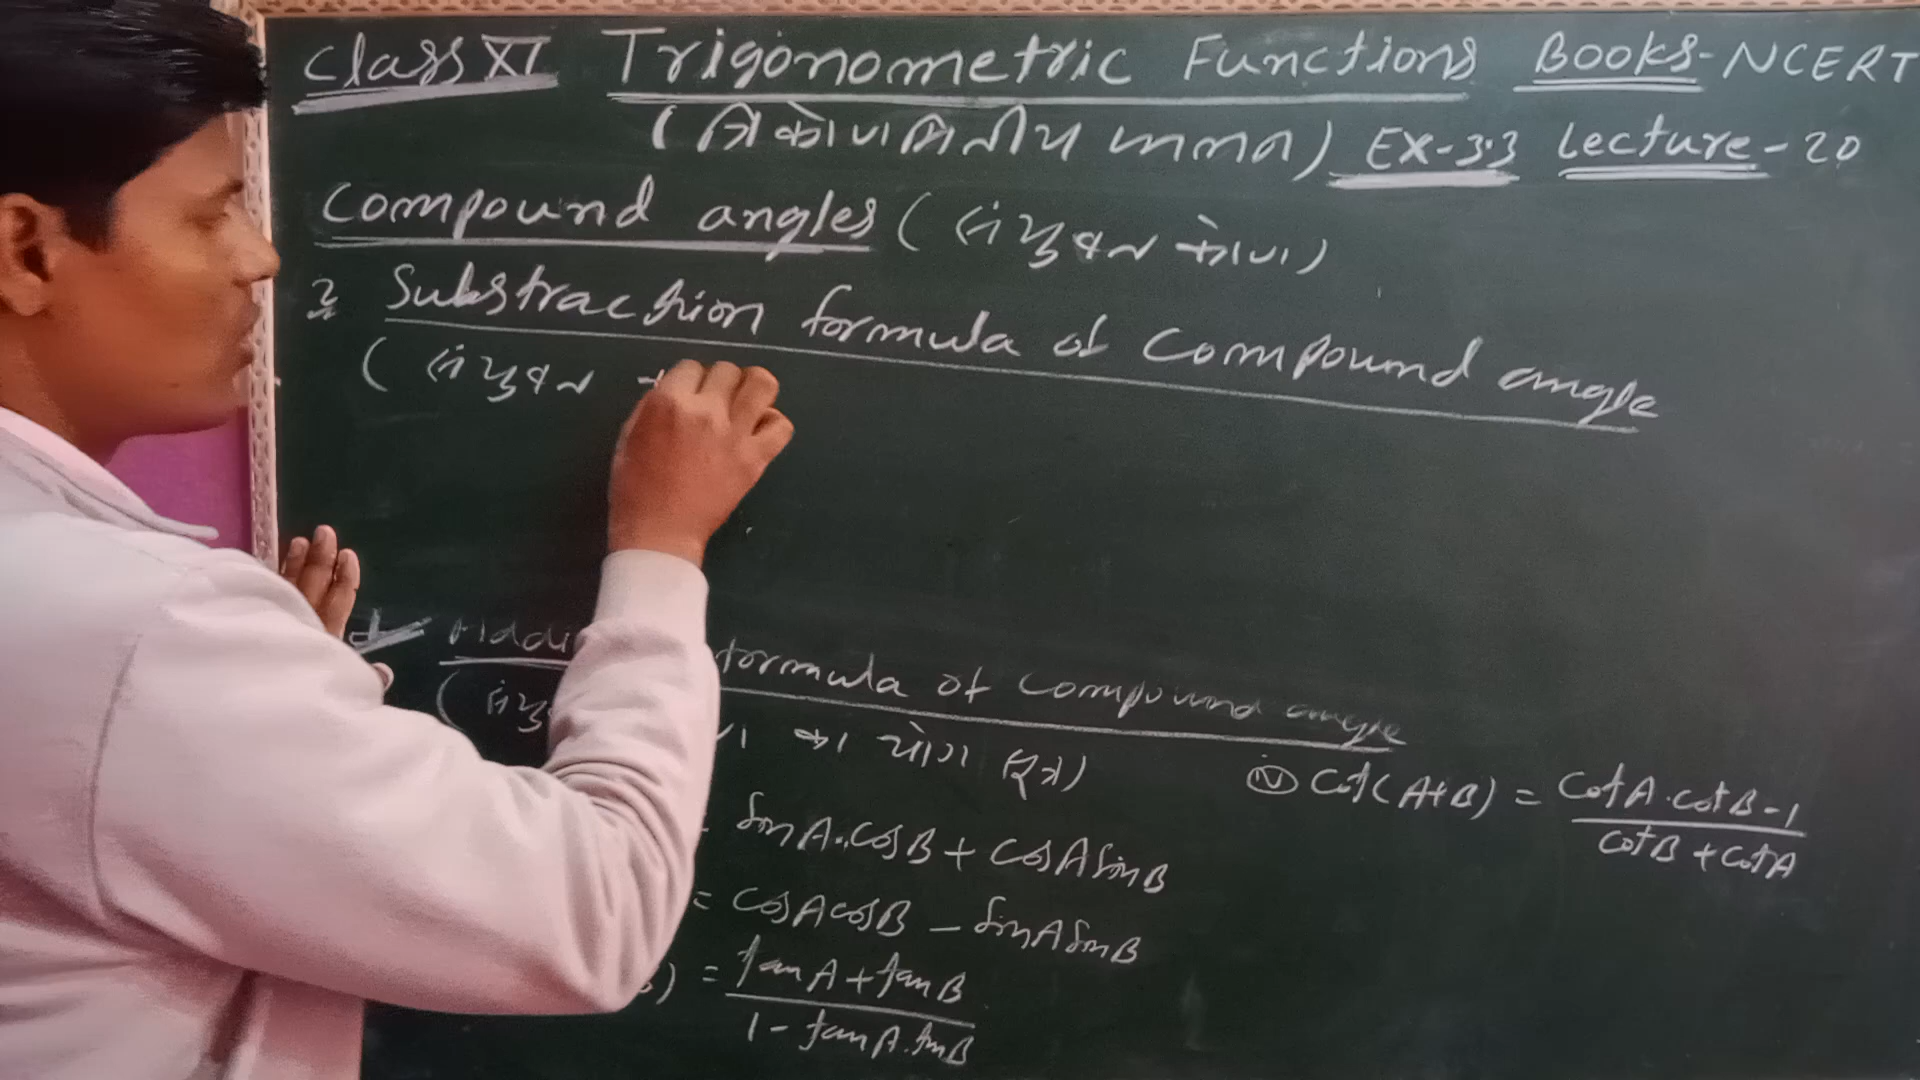 Class XI Trigonometric Functions Books-NCERT
(त्रिकोणमितीय फलन) EX-3.3 Lecture-20
Compound angles (संयुक्त कोण)
2 Substraction formula of Compound angle
(संयुक्त
formula of Compound angle
का योग सूत्र)
(iv) Cot(A+B) = CotA.CotB-1 / CotB + CotA
= SinA.CosB + CosASinB
= CosACosB - SinASinB
) = tanA + tanB / 1 - tanA.tanB